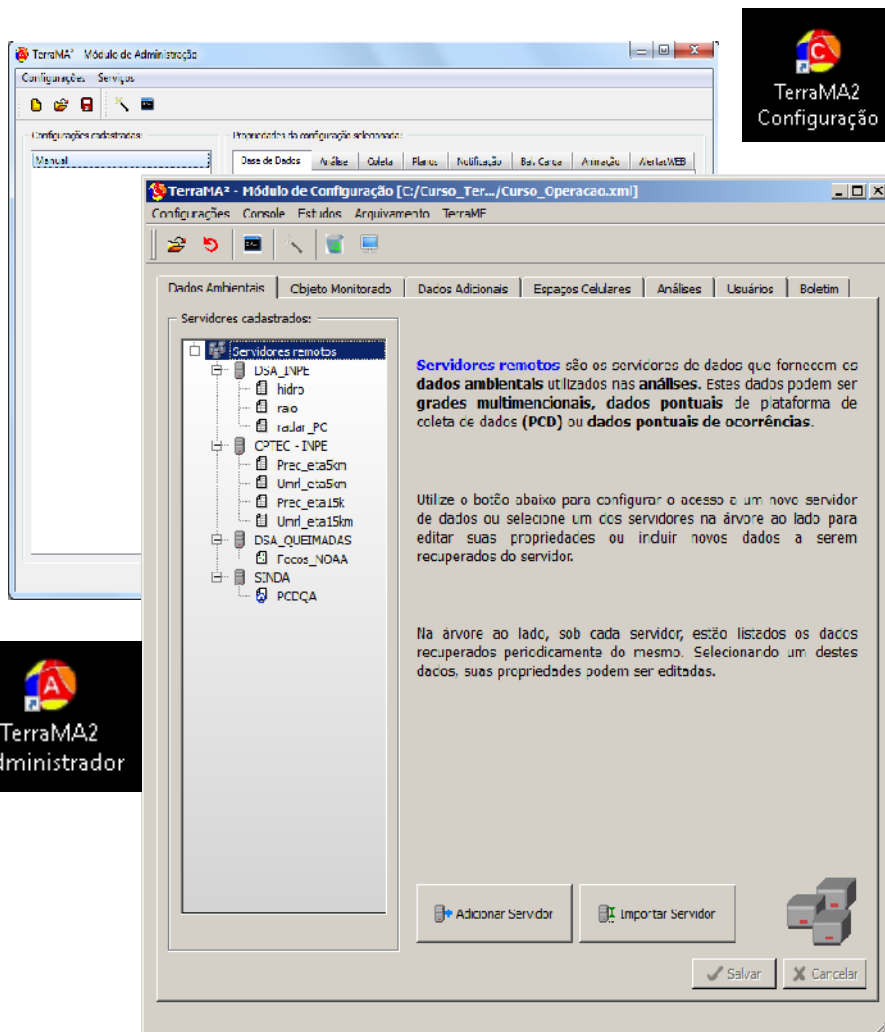 TerraMA² - Módulo de Administração
Configurações Serviços
Configurações cadastradas:
Propriedades da configuração selecionada:
Manual
Base de Dados Análise Coleta Planos Notificação Bal. Carga Animação AlertasWEB
TerraMA2
Configuração
TerraMA² - Módulo de Configuração [C:/Curso_Ter.../Curso_Operacao.xml]
Configurações Console Estudos Arquivamento TerraME
Dados Ambientais Objeto Monitorado Dados Adicionais Espaços Celulares Análises Usuários Boletim
Servidores cadastrados:
Servidores remotos
DSA_INPE
hidro
raio
radar_PC
CPTEC - INPE
Prec_eta5km
Umrl_eta5km
Prec_eta15k
Umrl_eta15km
DSA_QUEIMADAS
Focos_NOAA
SINDA
PCDQA
Servidores remotos são os servidores de dados que fornecem os
dados ambientais utilizados nas análises. Estes dados podem ser
grades multimencionais, dados pontuais de plataforma de
coleta de dados (PCD) ou dados pontuais de ocorrências.
Utilize o botão abaixo para configurar o acesso a um novo servidor
de dados ou selecione um dos servidores na árvore ao lado para
editar suas propriedades ou incluir novos dados a serem
recuperados do servidor.
Na árvore ao lado, sob cada servidor, estão listados os dados
recuperados periodicamente do mesmo. Selecionando um destes
dados, suas propriedades podem ser editadas.
Adicionar Servidor
Importar Servidor
Salvar
Cancelar
TerraMA2
dministrador